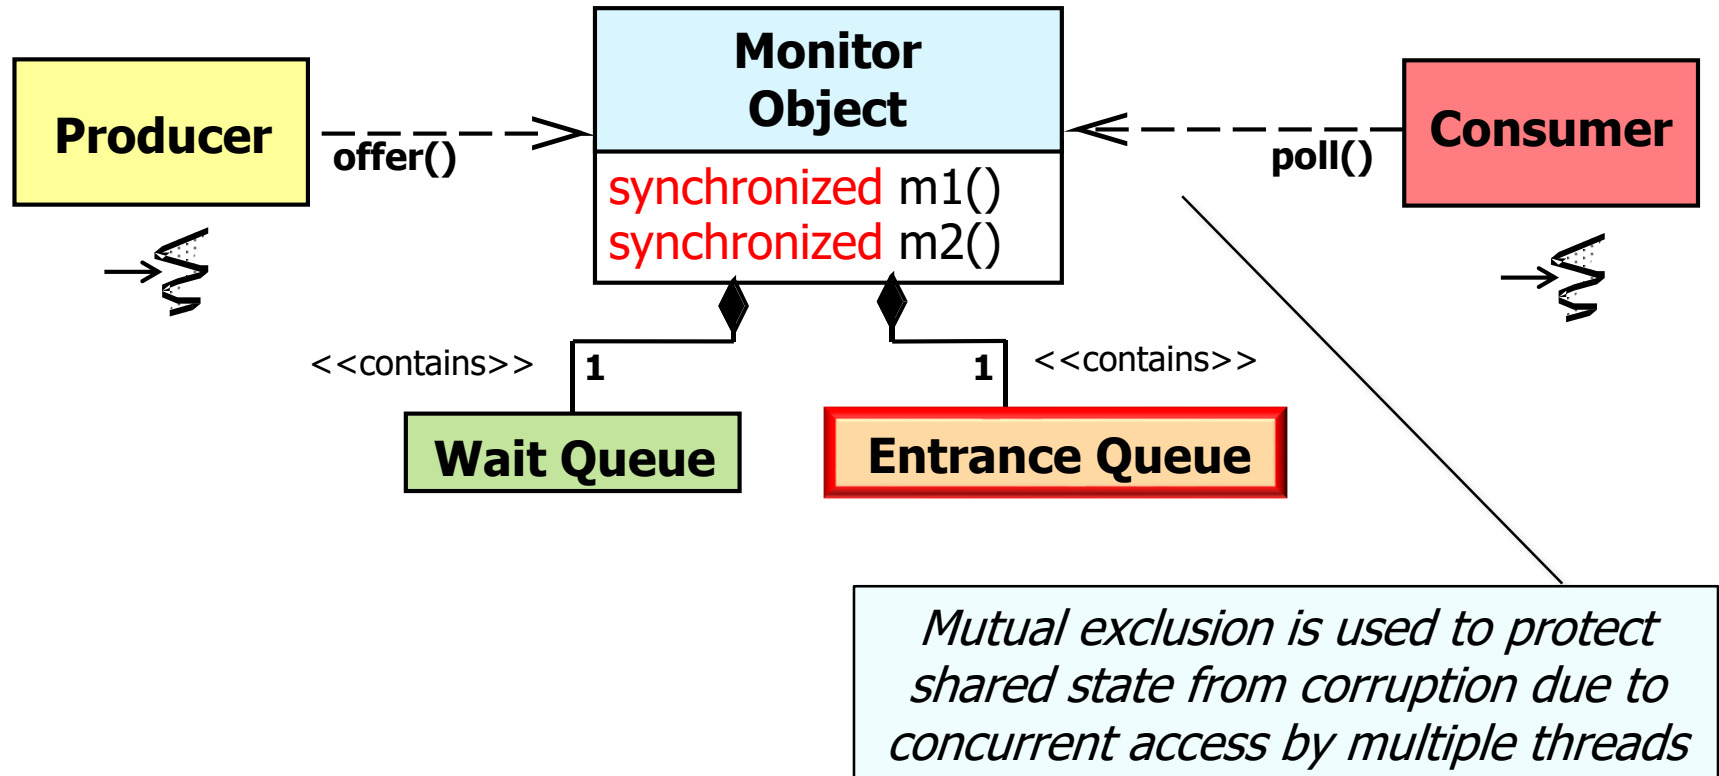 Monitor
Object
Producer
offer()
poll()
Consumer
synchronized m1()
synchronized m2()
<<contains>>
1
1
<<contains>>
Wait Queue
Entrance Queue
Mutual exclusion is used to protect
shared state from corruption due to
concurrent access by multiple threads